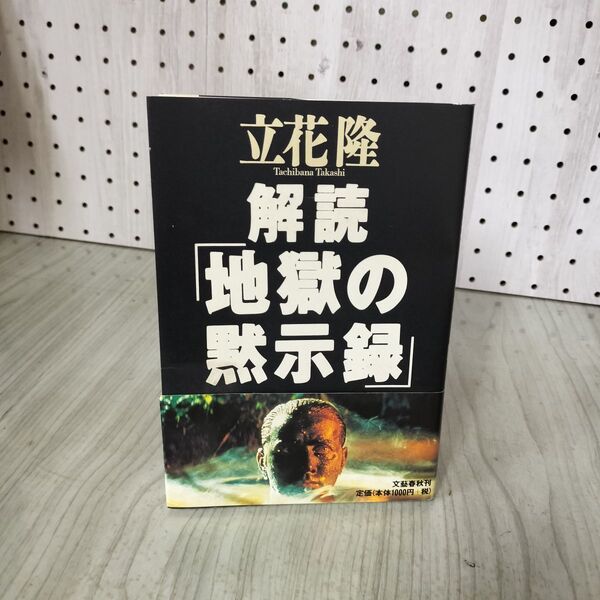 立花隆
Tachibana Takashi
解読
「地獄の
黙示録」
文藝春秋刊
定価(本体1000円+税)